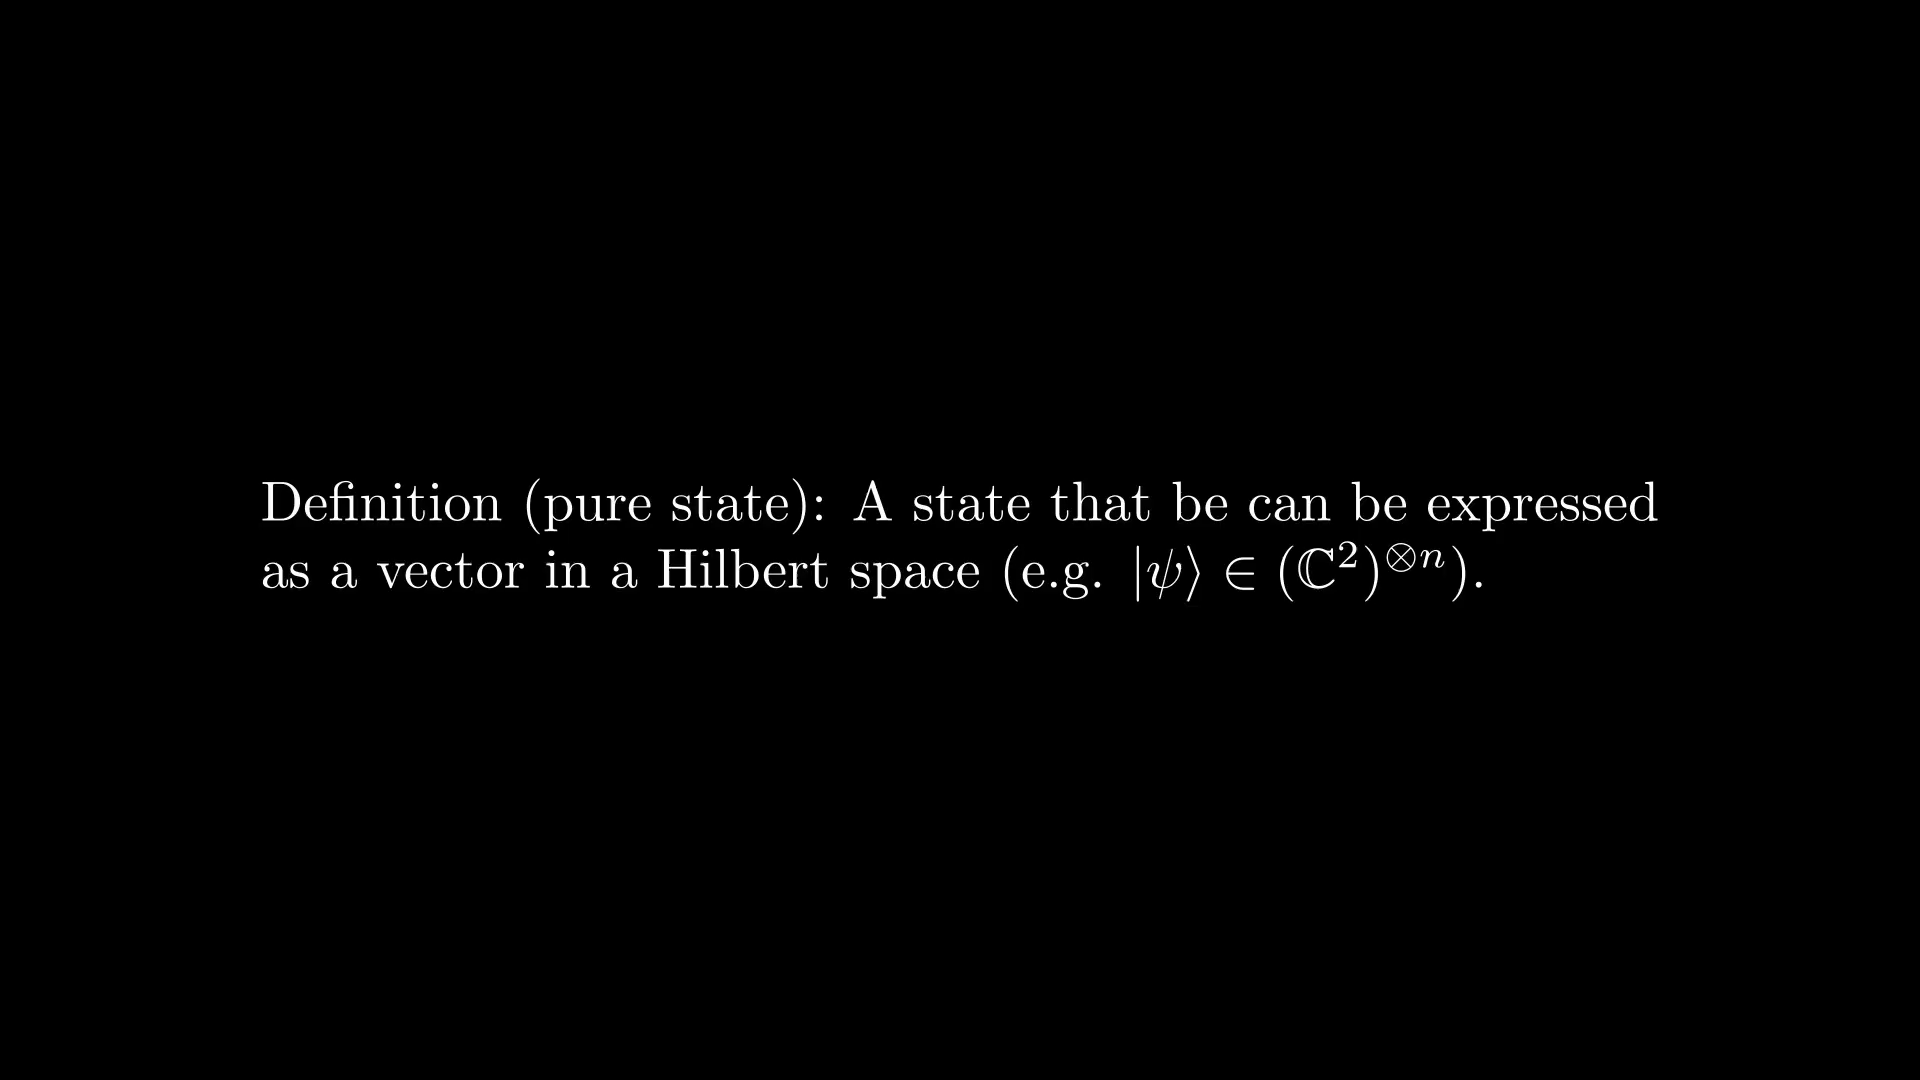 Definition (pure state): A state that be can be expressed
as a vector in a Hilbert space (e.g. |ψ⟩ ∈ (ℂ²)^{⊗n}).